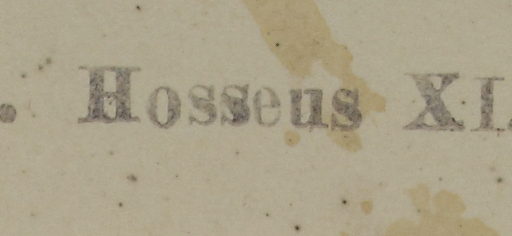 . Hosseus XI.